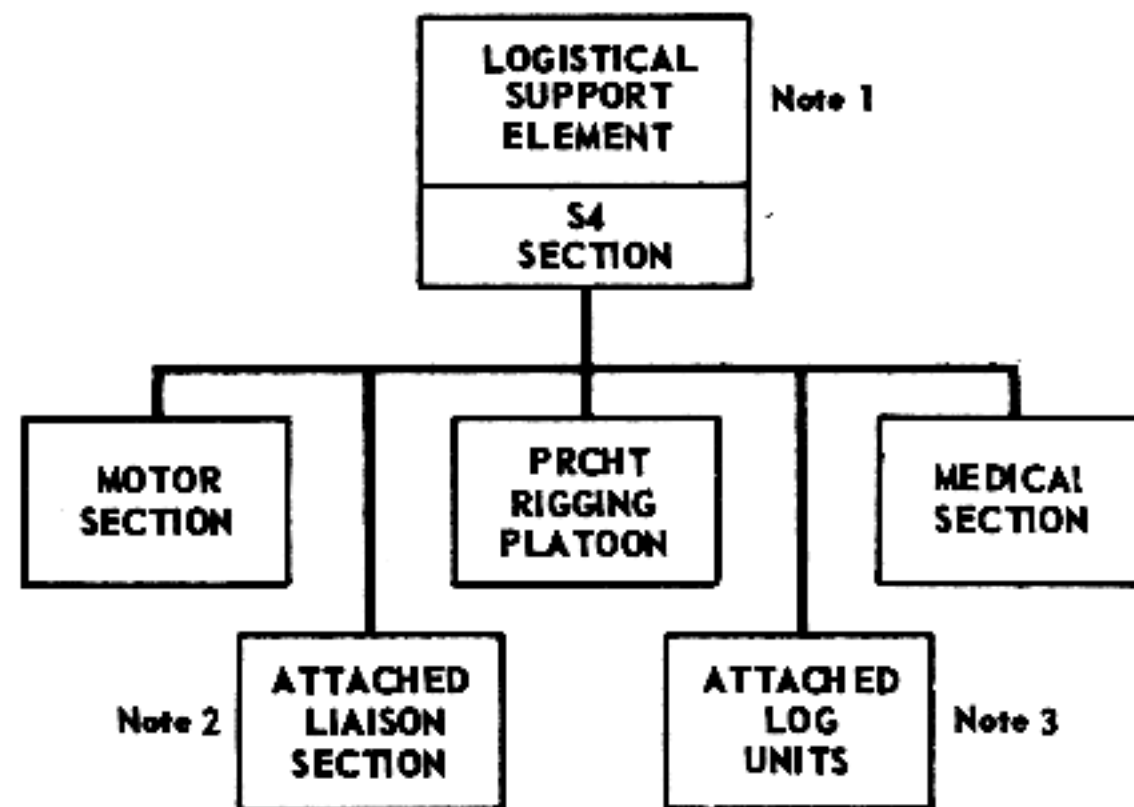 LOGISTICAL
SUPPORT
ELEMENT
Note 1
S4
SECTION
MOTOR
SECTION
PRCHT
RIGGING
PLATOON
MEDICAL
SECTION
Note 2
ATTACHED
LIAISON
SECTION
ATTACHED
LOG
UNITS
Note 3